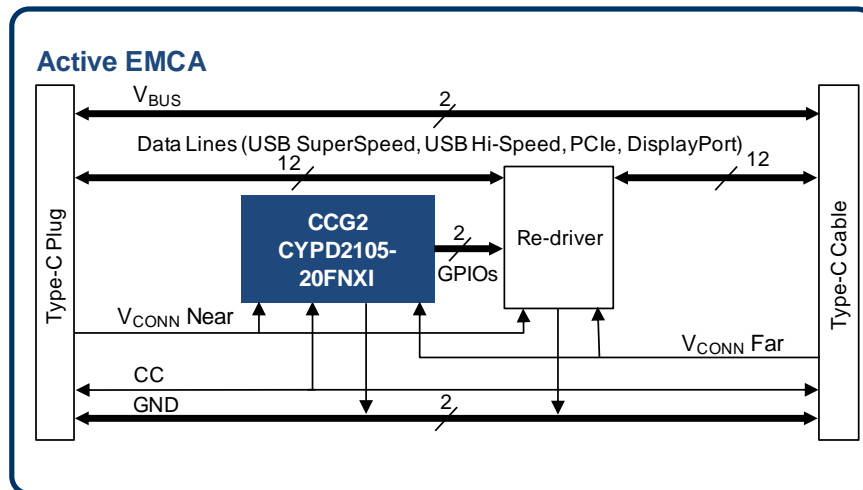 Active EMCA
VBUS
2
Data Lines (USB SuperSpeed, USB Hi-Speed, PCIe, DisplayPort)
12
12
CCG2
CYPD2105-
20FNXI
2
GPIOs
Re-driver
Type-C Plug
Type-C Cable
VCONN Near
VCONN Far
CC
GND
2